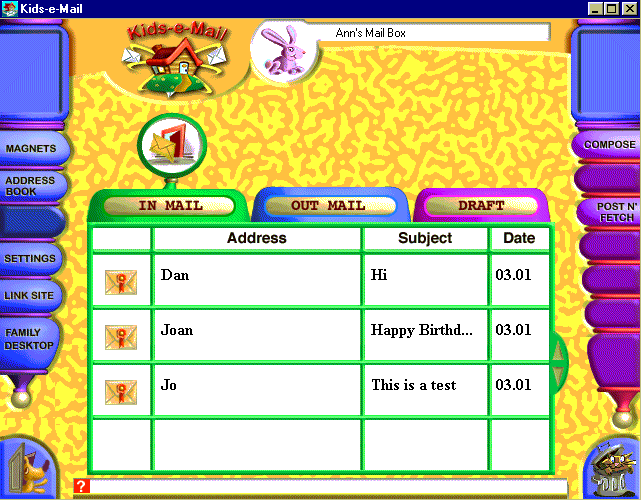 Kids-e-Mail
Kids-e-Mail
Ann's Mail Box
MAGNETS
ADDRESS
BOOK
SETTINGS
LINK SITE
FAMILY
DESKTOP
COMPOSE
POST N'
FETCH
IN MAIL
OUT MAIL
DRAFT
Address Subject Date
Dan Hi 03.01
Joan Happy Birthd... 03.01
Jo This is a test 03.01
?